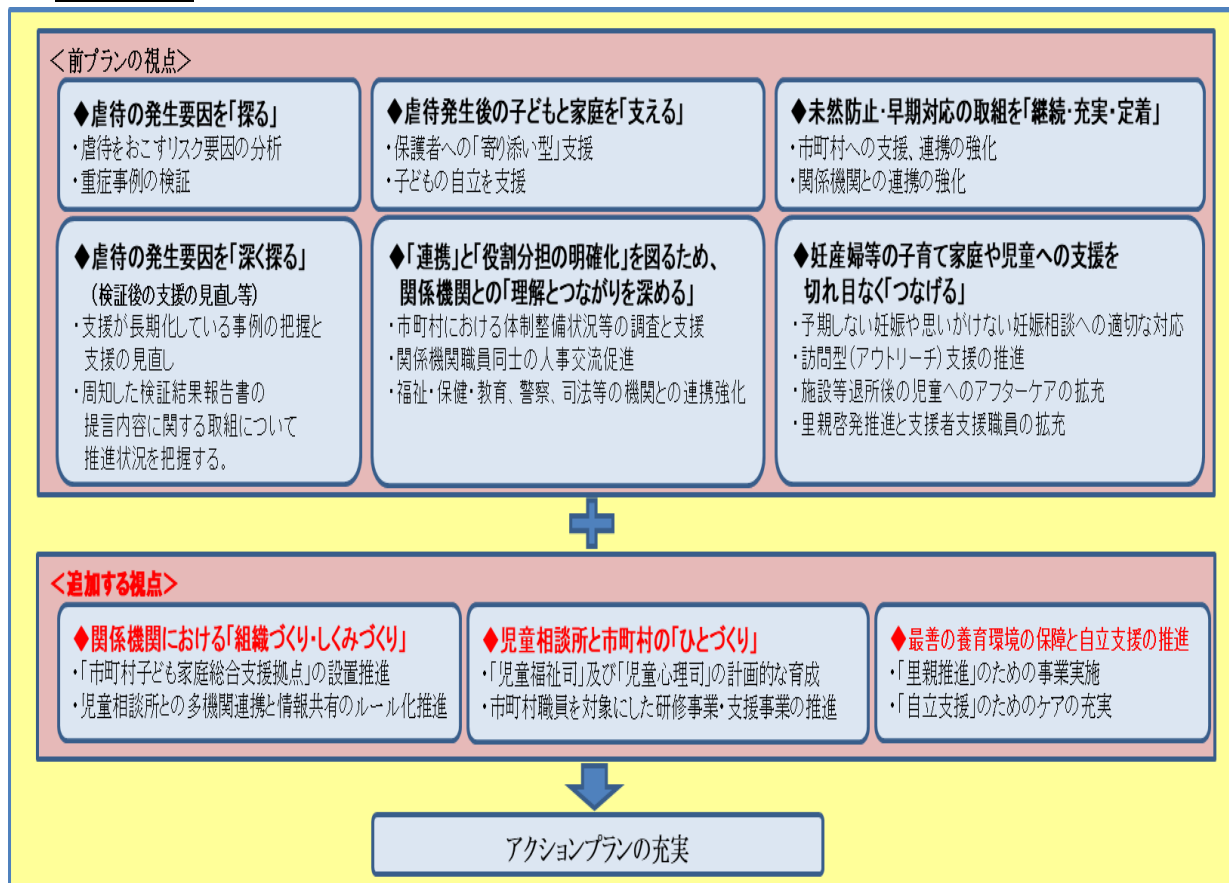 ＜前プランの視点＞
◆虐待の発生要因を「探る」
・虐待をおこすリスク要因の分析
・重症事例の検証
◆虐待発生後の子どもと家庭を「支える」
・保護者への「寄り添い型」支援
・子どもの自立を支援
◆未然防止・早期対応の取組を「継続・充実・定着」
・市町村への支援、連携の強化
・関係機関との連携の強化
◆虐待の発生要因を「深く探る」
（検証後の支援の見直し等）
・支援が長期化している事例の把握と
支援の見直し
・周知した検証結果報告書の
提言内容に関する取組について
推進状況を把握する。
◆「連携」と「役割分担の明確化」を図るため、
関係機関との「理解とつながりを深める」
・市町村における体制整備状況等の調査と支援
・関係機関職員同士の人事交流促進
・福祉・保健・教育、警察、司法等の機関との連携強化
◆妊産婦等の子育て家庭や児童への支援を
切れ目なく「つなげる」
・予期しない妊娠や思いがけない妊娠相談への適切な対応
・訪問型（アウトリーチ）支援の推進
・施設等退所後の児童へのアフターケアの拡充
・里親啓発推進と支援者支援職員の拡充
＜追加する視点＞
◆関係機関における「組織づくり・しくみづくり」
・「市町村子ども家庭総合支援拠点」の設置推進
・児童相談所との多機関連携と情報共有のルール化推進
◆児童相談所と市町村の「ひとづくり」
・「児童福祉司」及び「児童心理司」の計画的な育成
・市町村職員を対象にした研修事業・支援事業の推進
◆最善の養育環境の保障と自立支援の推進
・「里親推進」のための事業実施
・「自立支援」のためのケアの充実
アクションプランの充実